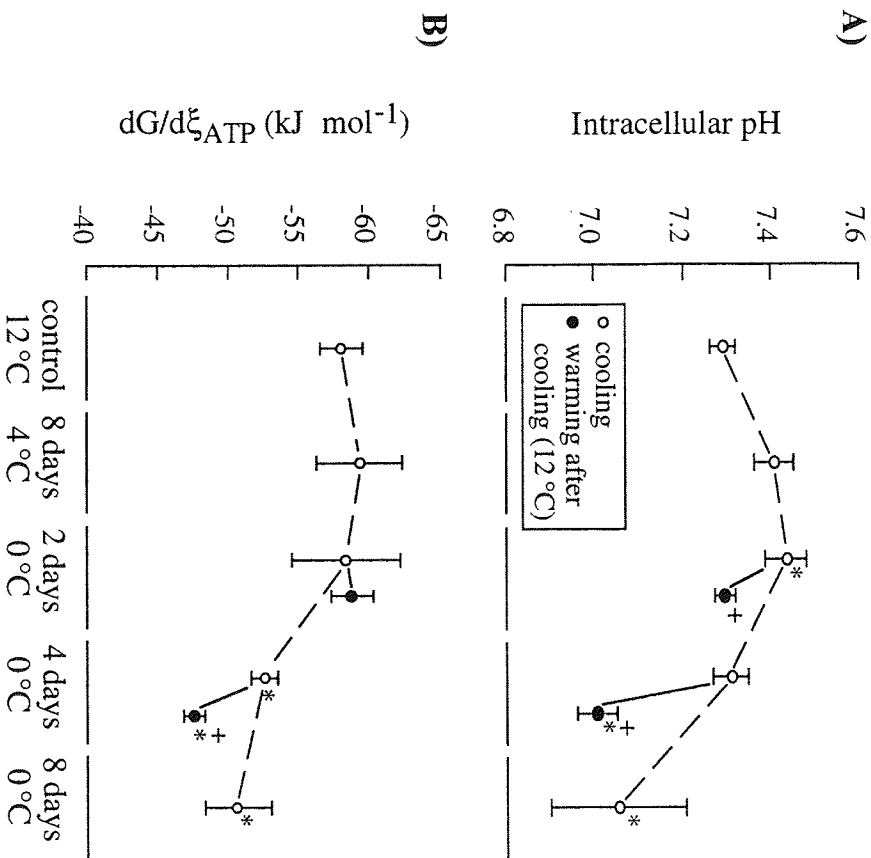 A)
Intracellular pH
7.6
7.4
7.2
7.0
6.8
cooling
warming after
cooling (12 °C)
*
+
*+
*
B)
dG/dξATP (kJ mol-1)
-65
-60
-55
-50
-45
-40
*
*+
*
control
12 °C
8 days
4 °C
2 days
0 °C
4 days
0 °C
8 days
0 °C